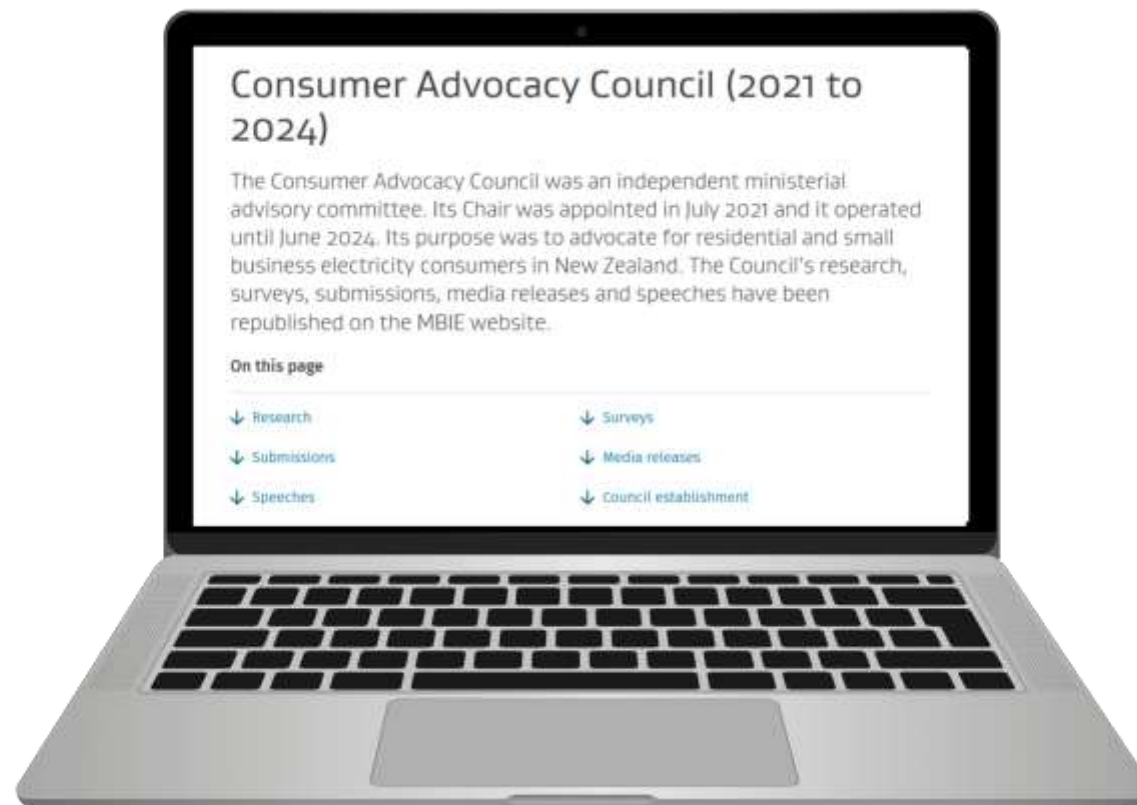 Consumer Advocacy Council (2021 to
2024)
The Consumer Advocacy Council was an independent ministerial
advisory committee. Its Chair was appointed in July 2021 and it operated
until June 2024. Its purpose was to advocate for residential and small
business electricity consumers in New Zealand. The Council's research,
surveys, submissions, media releases and speeches have been
republished on the MBIE website.
On this page
↓ Research
↓ Surveys
↓ Submissions
↓ Media releases
↓ Speeches
↓ Council establishment